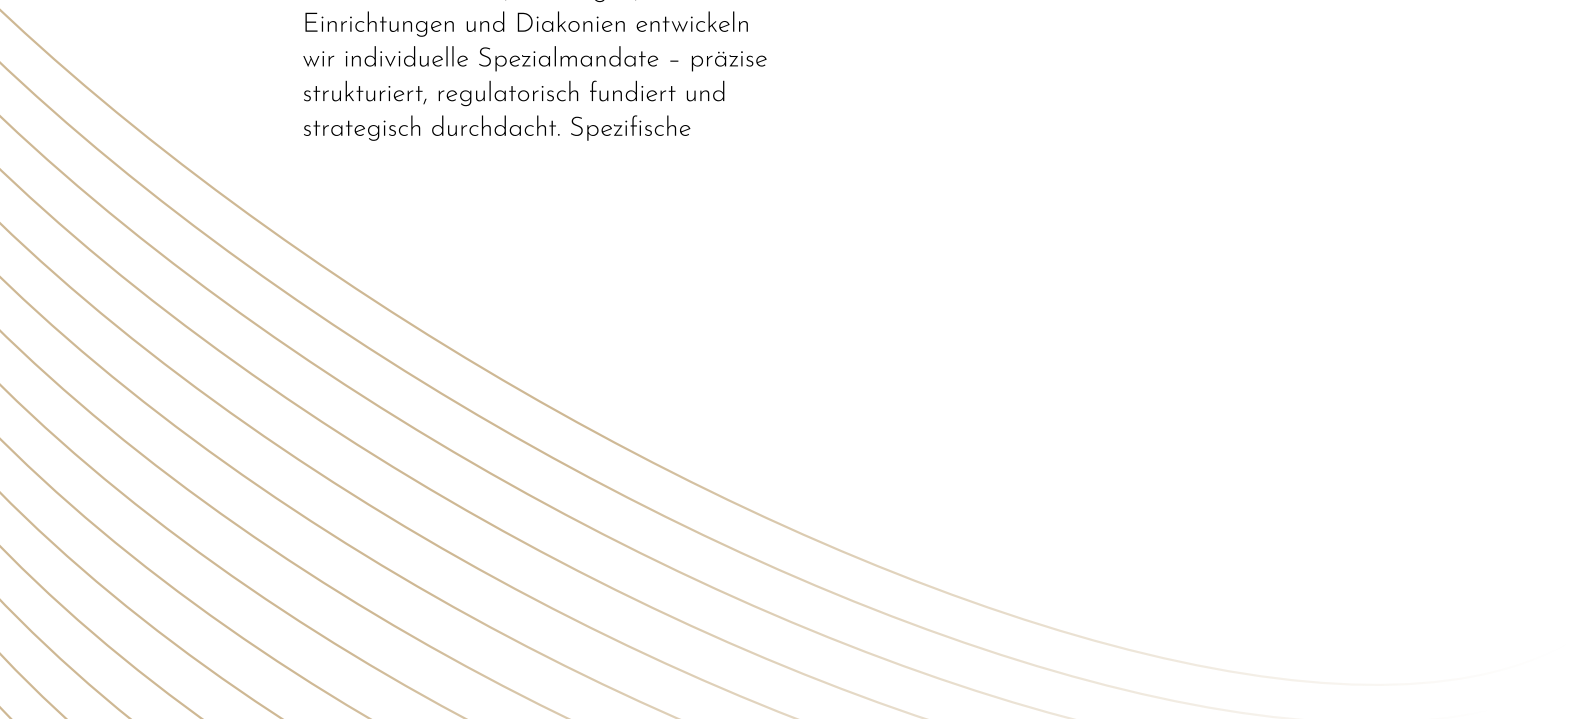 Einrichtungen und Diakonien entwickeln
wir individuelle Spezialmandate – präzise
strukturiert, regulatorisch fundiert und
strategisch durchdacht. Spezifische